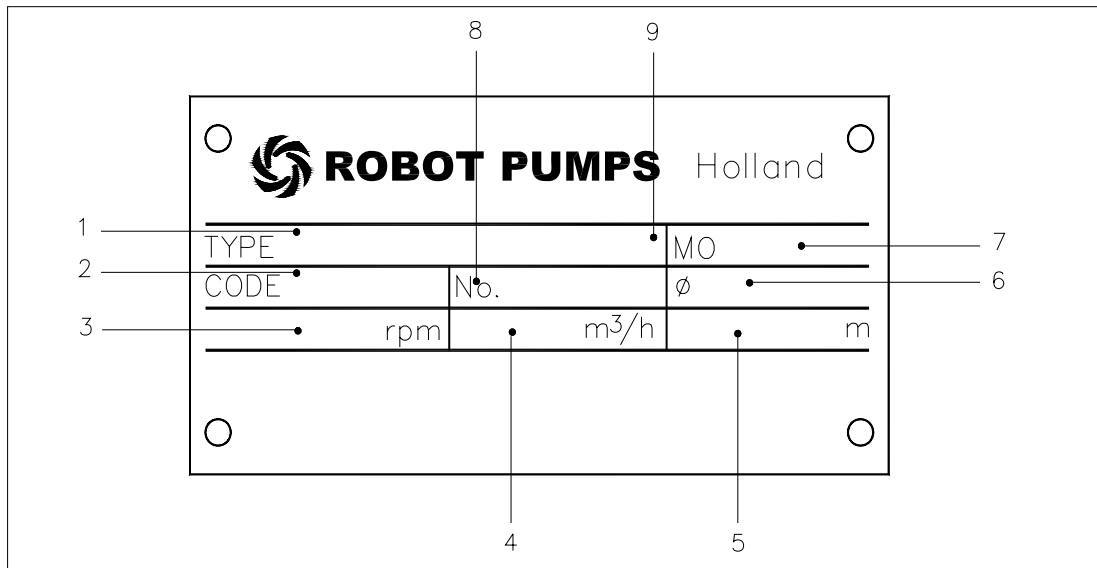 8 9
ROBOT PUMPS Holland
1 TYPE MO 7
2 CODE No. ø 6
3 rpm m³/h m
4 5